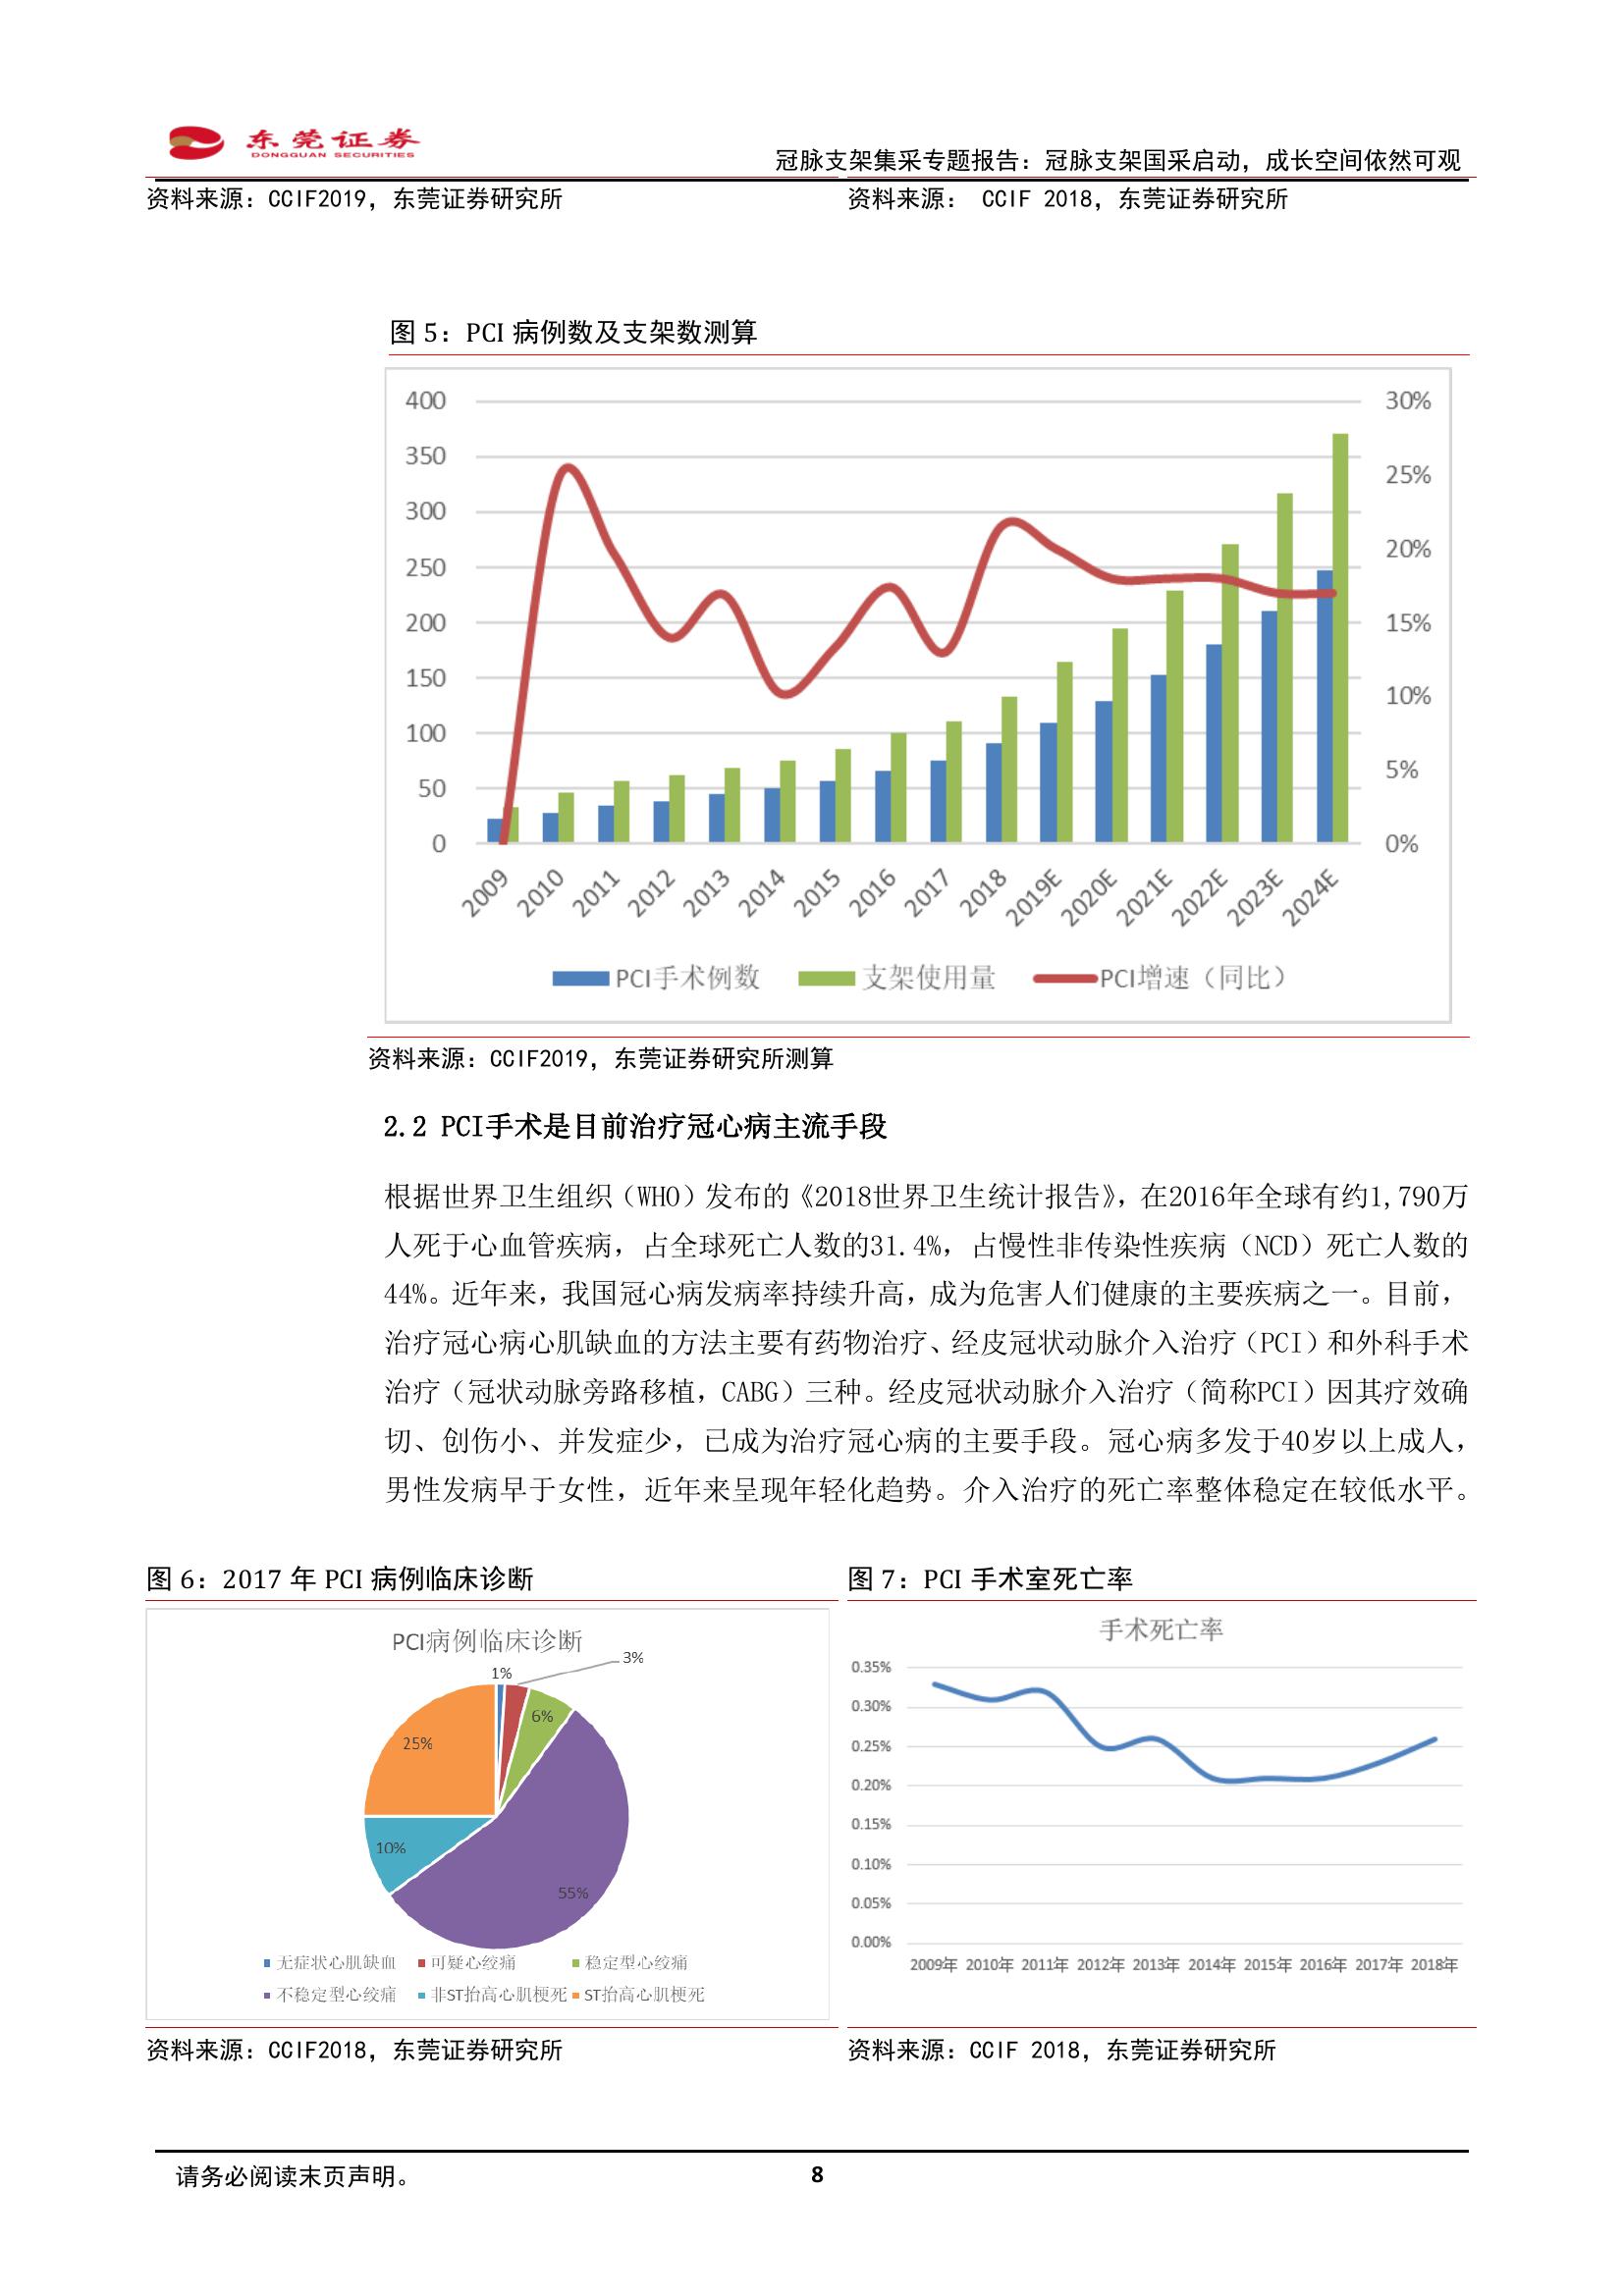 东莞证券
DONGGUAN SECURITIES
冠脉支架集采专题报告：冠脉支架国采启动，成长空间依然可观
资料来源：CCIF2019，东莞证券研究所
资料来源： CCIF 2018，东莞证券研究所
图 5：PCI 病例数及支架数测算
400
350
300
250
200
150
100
50
0
30%
25%
20%
15%
10%
5%
0%
2009
2010
2011
2012
2013
2014
2015
2016
2017
2018
2019E
2020E
2021E
2022E
2023E
2024E
PCI手术例数
支架使用量
PCI增速（同比）
资料来源：CCIF2019，东莞证券研究所测算
2.2 PCI手术是目前治疗冠心病主流手段
根据世界卫生组织（WHO）发布的《2018世界卫生统计报告》，在2016年全球有约1,790万
人死于心血管疾病，占全球死亡人数的31.4%，占慢性非传染性疾病（NCD）死亡人数的
44%。近年来，我国冠心病发病率持续升高，成为危害人们健康的主要疾病之一。目前，
治疗冠心病心肌缺血的方法主要有药物治疗、经皮冠状动脉介入治疗（PCI）和外科手术
治疗（冠状动脉旁路移植，CABG）三种。经皮冠状动脉介入治疗（简称PCI）因其疗效确
切、创伤小、并发症少，已成为治疗冠心病的主要手段。冠心病多发于40岁以上成人，
男性发病早于女性，近年来呈现年轻化趋势。介入治疗的死亡率整体稳定在较低水平。
图 6：2017 年 PCI 病例临床诊断
PCI病例临床诊断
1%
3%
6%
25%
10%
55%
无症状心肌缺血
可疑心绞痛
稳定型心绞痛
不稳定型心绞痛
非ST抬高心肌梗死
ST抬高心肌梗死
资料来源：CCIF2018，东莞证券研究所
图 7：PCI 手术室死亡率
手术死亡率
0.35%
0.30%
0.25%
0.20%
0.15%
0.10%
0.05%
0.00%
2009年 2010年 2011年 2012年 2013年 2014年 2015年 2016年 2017年 2018年
资料来源：CCIF 2018，东莞证券研究所
请务必阅读末页声明。
8